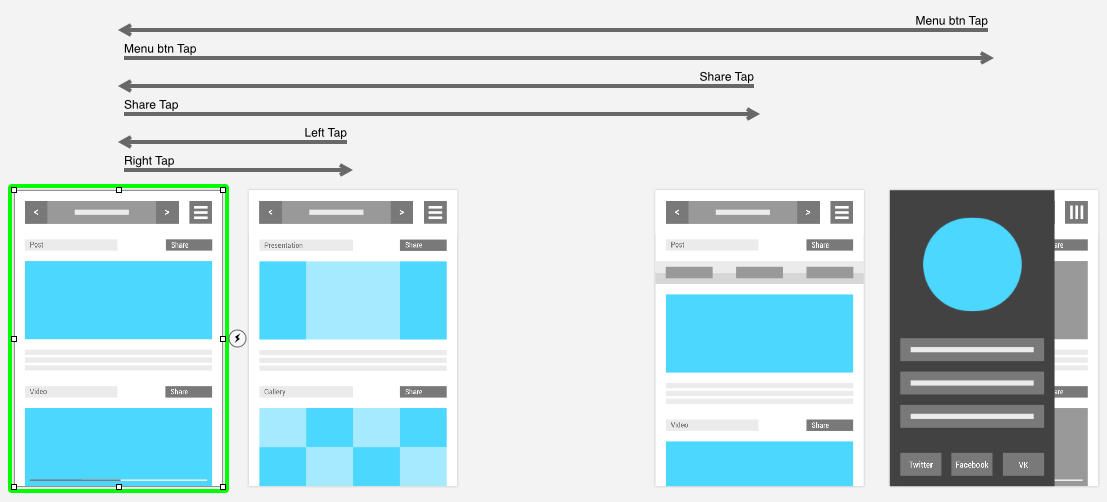 Menu btn Tap
Menu btn Tap
Share Tap
Share Tap
Left Tap
Right Tap
< >
< >
< >
Post Share
Presentation Share
Post Share
Video Share
Gallery Share
Video Share
Twitter Facebook VK